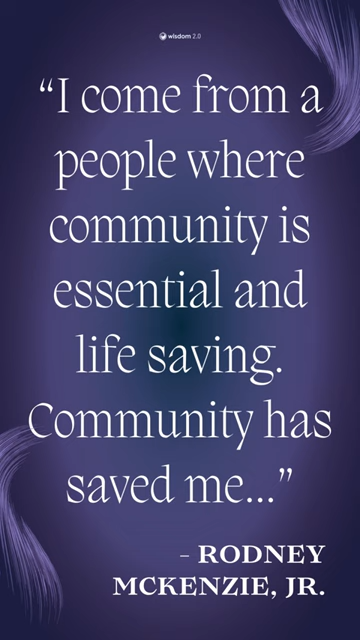 wisdom 2.0
“I come from a
people where
community is
essential and
life saving.
Community has
saved me...”
– RODNEY
MCKENZIE, JR.